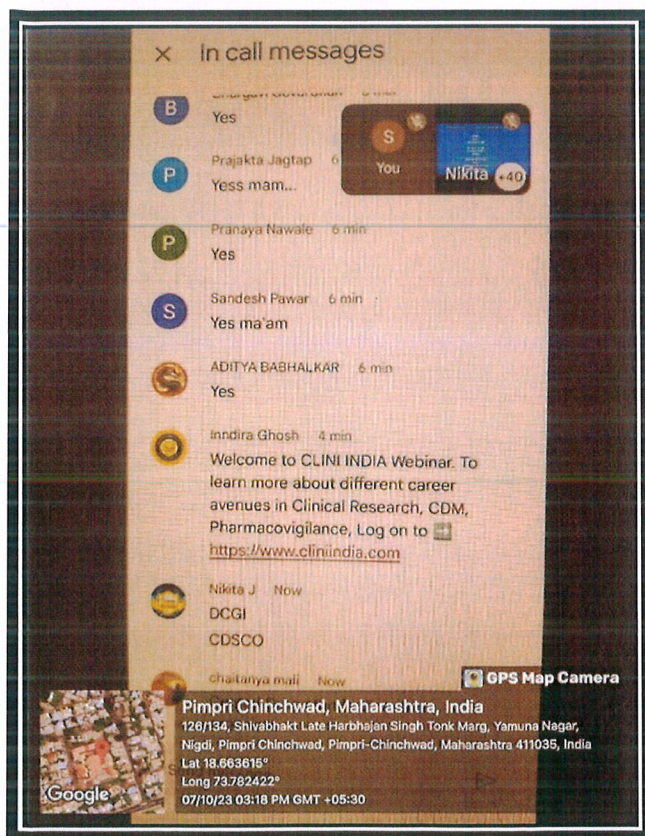 In call messages
B
Yes
P
Prajakta Jagtap 6
Yess mam...
S
You
Nikita +40
P
Pranaya Nawale 6 min
Yes
S
Sandesh Pawar 6 min
Yes ma'am
ADITYA BABHALKAR 6 min
Yes
Inndira Ghosh 4 min
Welcome to CLINI INDIA Webinar. To
learn more about different career
avenues in Clinical Research, CDM,
Pharmacovigilance, Log on to ➡
https://www.cliniindia.com
Nikita J Now
DCGI
CDSCO
chaitanya mali Now
GPS Map Camera
Pimpri Chinchwad, Maharashtra, India
126/134, Shivabhakt Late Harbhajan Singh Tonk Marg, Yamuna Nagar,
Nigdi, Pimpri Chinchwad, Pimpri-Chinchwad, Maharashtra 411035, India
Lat 18.663615°
Long 73.782422°
07/10/23 03:18 PM GMT +05:30
Google